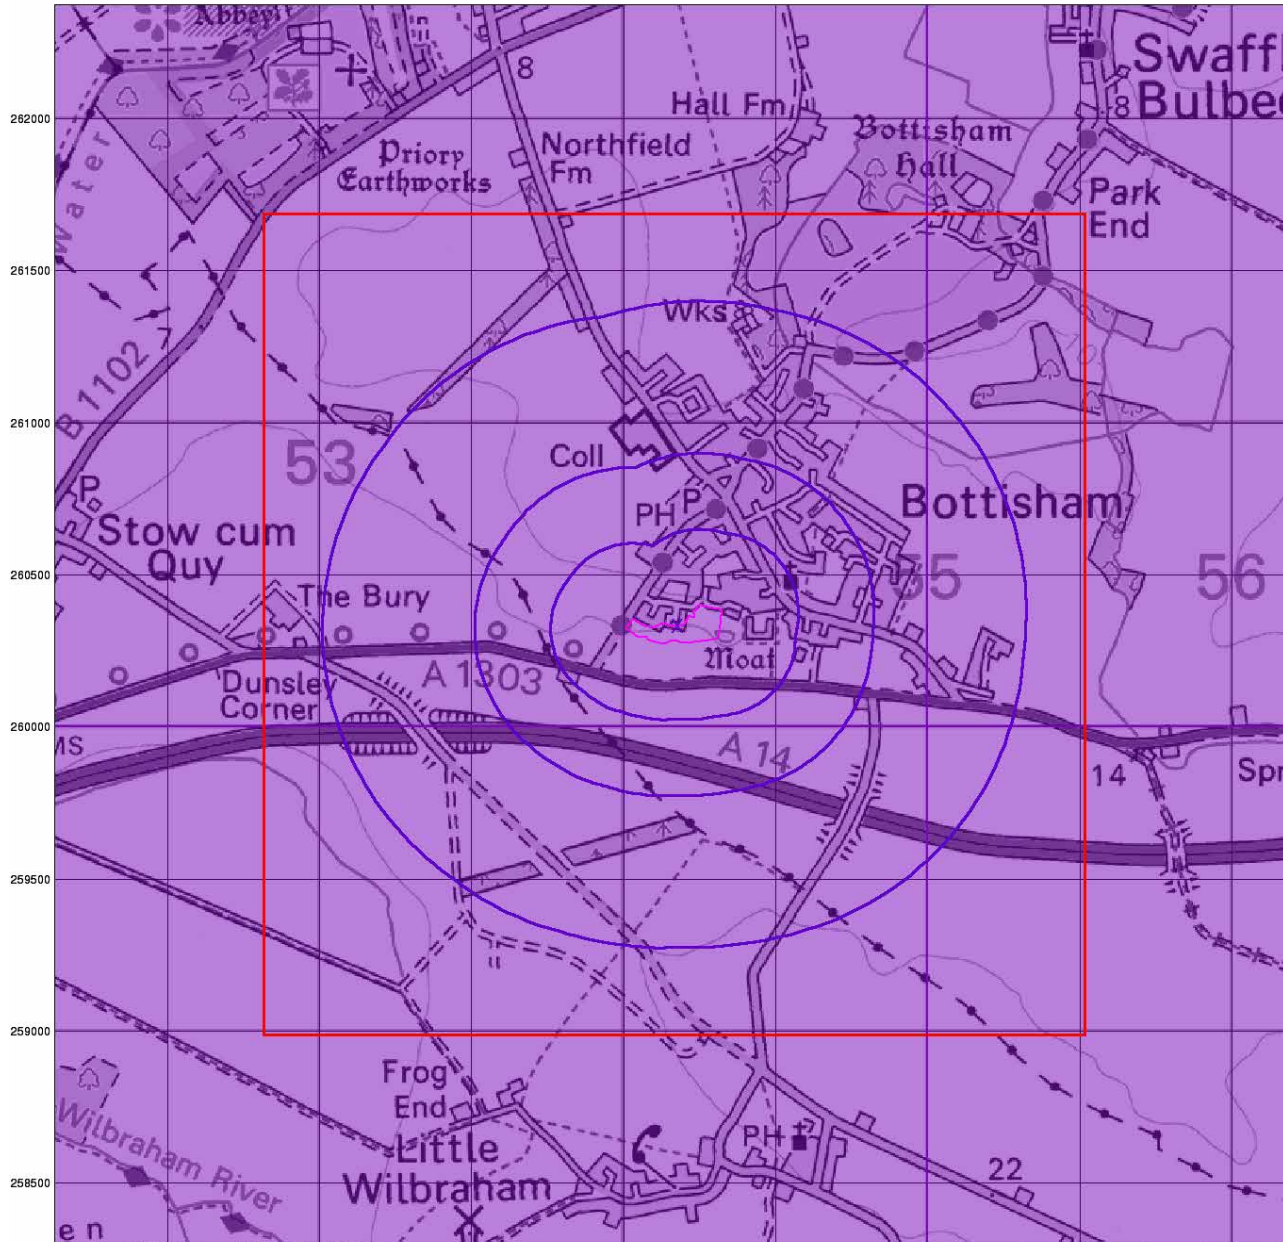 Abbey
8
Swaffh
Bulbe
262000
Hall Fm
8
Bottisham
Hall
Northfield
Fm
Priory
Earthworks
Park
End
Water
261500
Wks
B 1102
261000
53
Coll
P
PH P
Bottisham
Stow cum
Quy
260500
55
56
The Bury
Moat
A 1303
Dunsley
Corner
260000
MS
A 14
14
Spr
259500
259000
Frog
End
Wilbraham River
Little
Wilbraham
PH
22
258500
en